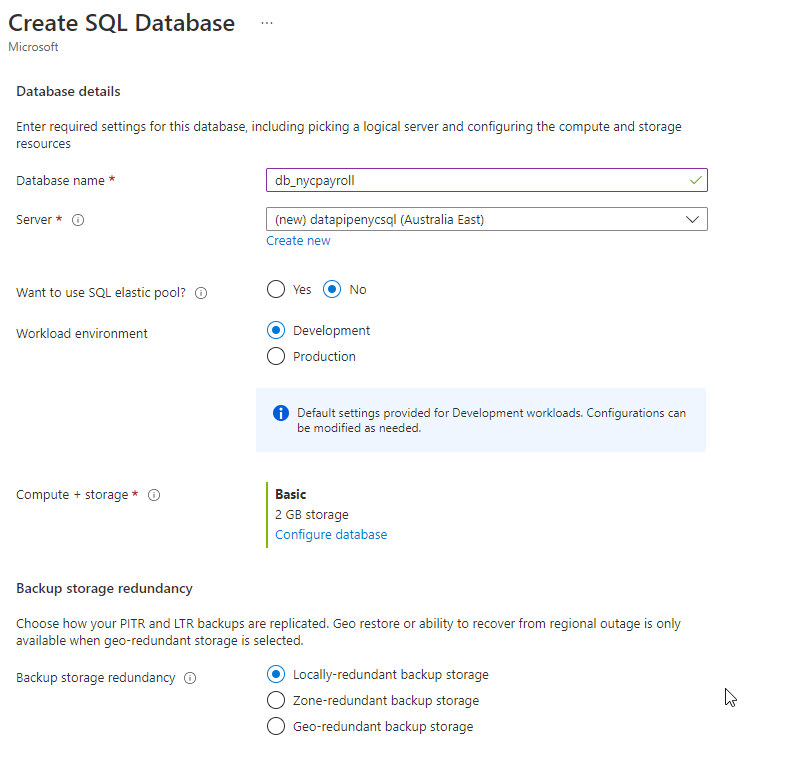 Create SQL Database ...
Microsoft
Database details
Enter required settings for this database, including picking a logical server and configuring the compute and storage
resources
Database name *
db_nycpayroll
Server *
(new) datapipenycsql (Australia East)
Create new
Want to use SQL elastic pool?
Yes No
Workload environment
Development
Production
Default settings provided for Development workloads. Configurations can
be modified as needed.
Compute + storage *
Basic
2 GB storage
Configure database
Backup storage redundancy
Choose how your PITR and LTR backups are replicated. Geo restore or ability to recover from regional outage is only
available when geo-redundant storage is selected.
Backup storage redundancy
Locally-redundant backup storage
Zone-redundant backup storage
Geo-redundant backup storage